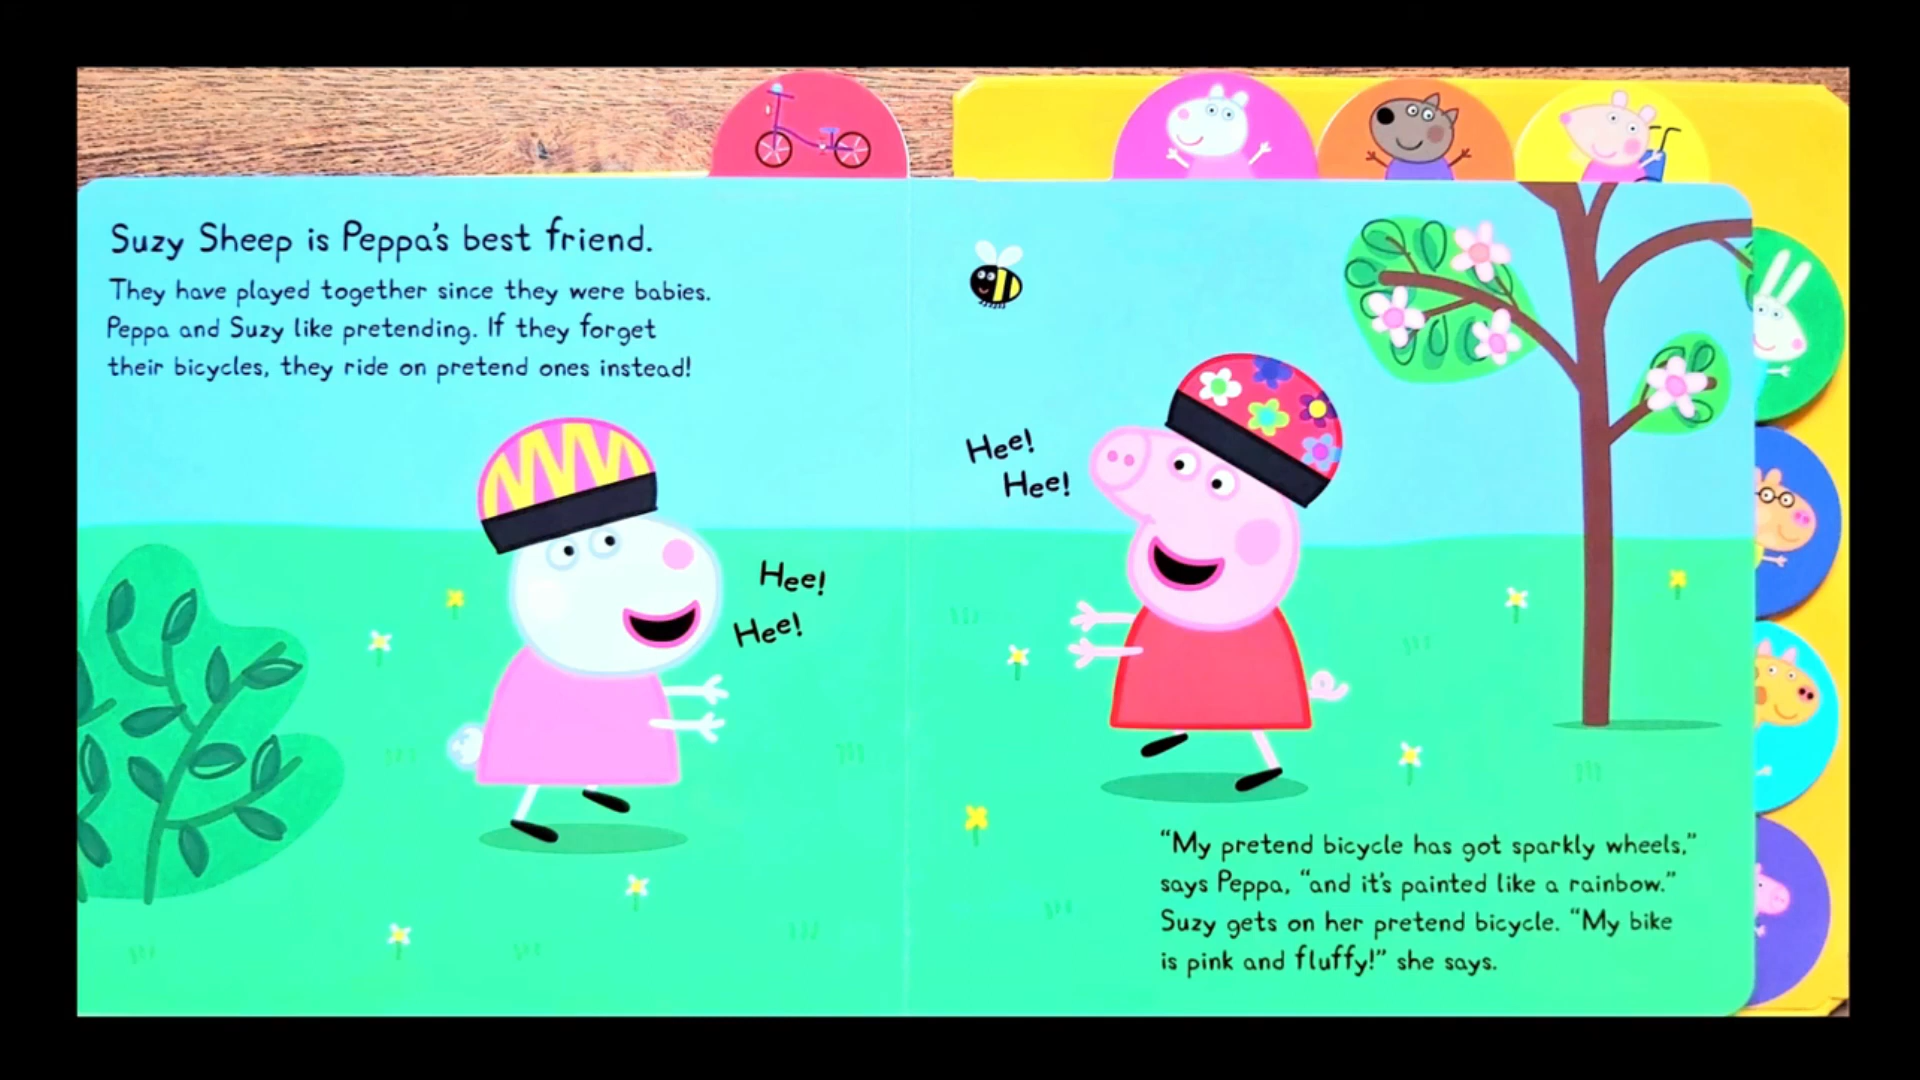 Suzy Sheep is Peppa's best friend.
They have played together since they were babies.
Peppa and Suzy like pretending. If they forget
their bicycles, they ride on pretend ones instead!
Hee!
Hee!
Hee!
Hee!
"My pretend bicycle has got sparkly wheels,"
says Peppa, "and it's painted like a rainbow."
Suzy gets on her pretend bicycle. "My bike
is pink and fluffy!" she says.